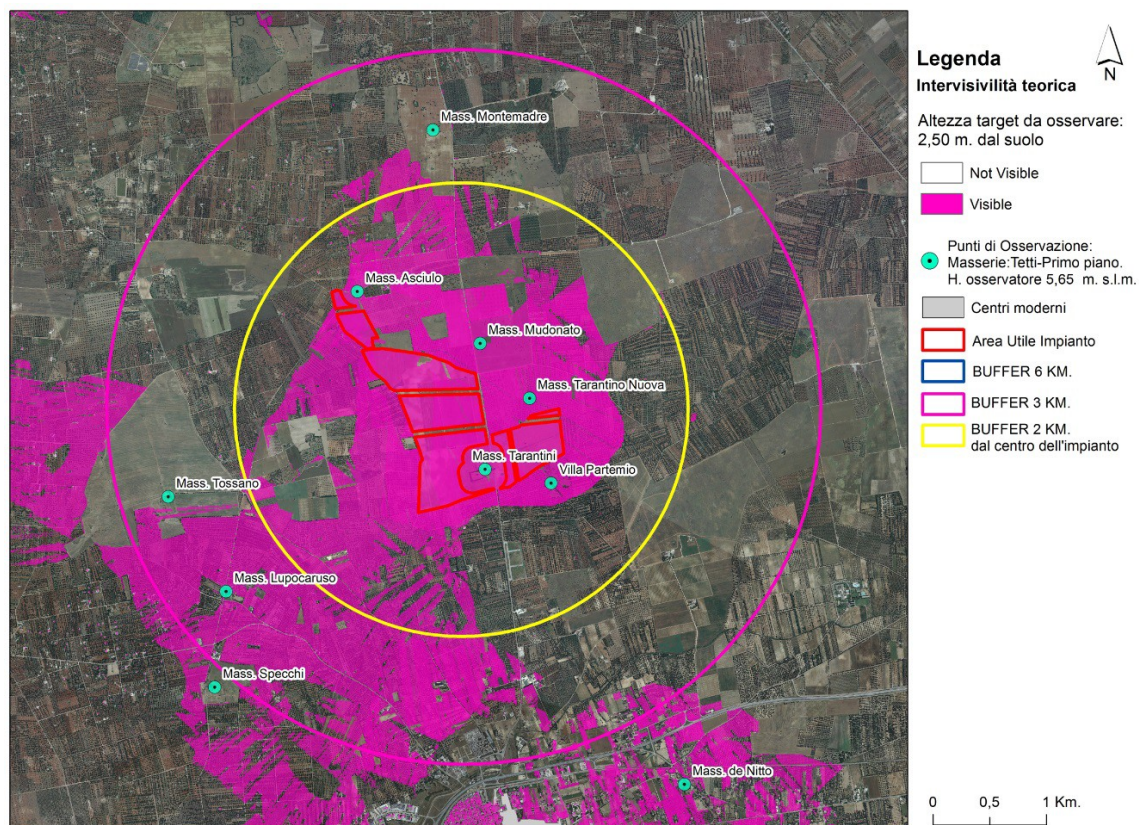 Mass. Montemadre
Mass. Asciulo
Mass. Mudonato
Mass. Tarantino Nuova
Mass. Tarantini
Villa Partemio
Mass. Tossano
Mass. Lupocaruso
Mass. Specchi
Mass. de Nitto
N
Legenda
Intervisivilità teorica
Altezza target da osservare:
2,50 m. dal suolo
Not Visible
Visible
Punti di Osservazione:
Masserie:Tetti-Primo piano.
H. osservatore 5,65 m. s.l.m.
Centri moderni
Area Utile Impianto
BUFFER 6 KM.
BUFFER 3 KM.
BUFFER 2 KM.
dal centro dell'impianto
0 0,5 1 Km.